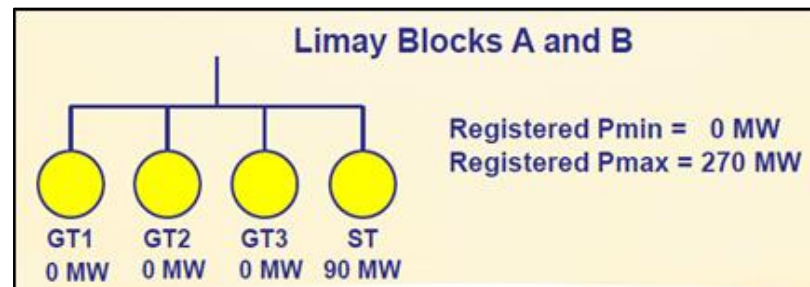 Limay Blocks A and B
Registered Pmin = 0 MW
Registered Pmax = 270 MW
GT1 GT2 GT3 ST
0 MW 0 MW 0 MW 90 MW